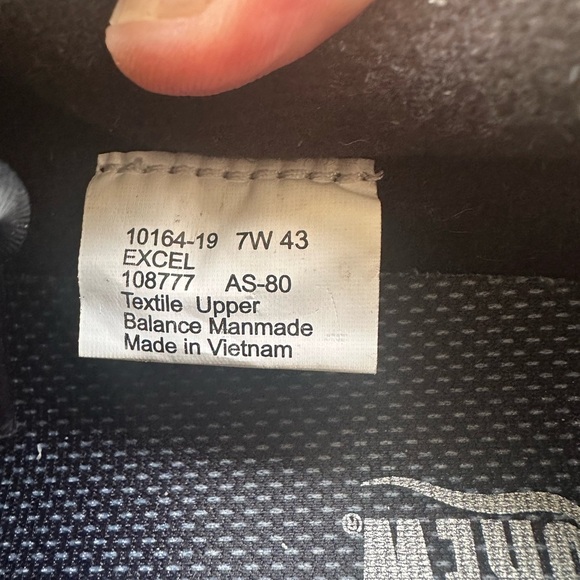 10164-19 7W 43
EXCEL
108777 AS-80
Textile Upper
Balance Manmade
Made in Vietnam